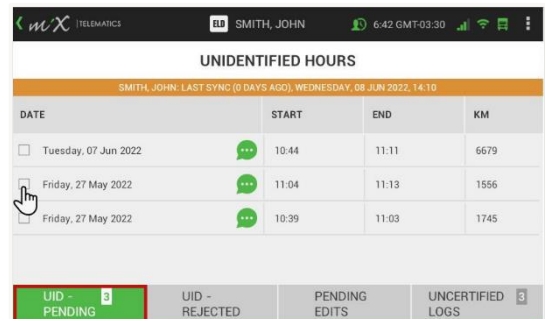 MiX TELEMATICS ELD SMITH, JOHN 6:42 GMT-03:30
UNIDENTIFIED HOURS
SMITH, JOHN: LAST SYNC (0 DAYS AGO), WEDNESDAY, 08 JUN 2022, 14:10
DATE START END KM
Tuesday, 07 Jun 2022 10:44 11:11 6679
Friday, 27 May 2022 11:04 11:13 1556
Friday, 27 May 2022 10:39 11:03 1745
UID - PENDING 3
UID - REJECTED
PENDING EDITS
UNCERTIFIED LOGS 3